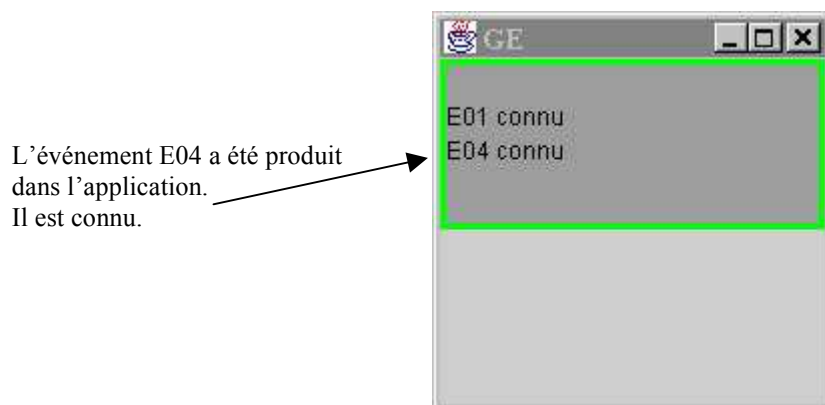 GE
E01 connu
E04 connu
L’événement E04 a été produit
dans l’application.
Il est connu.